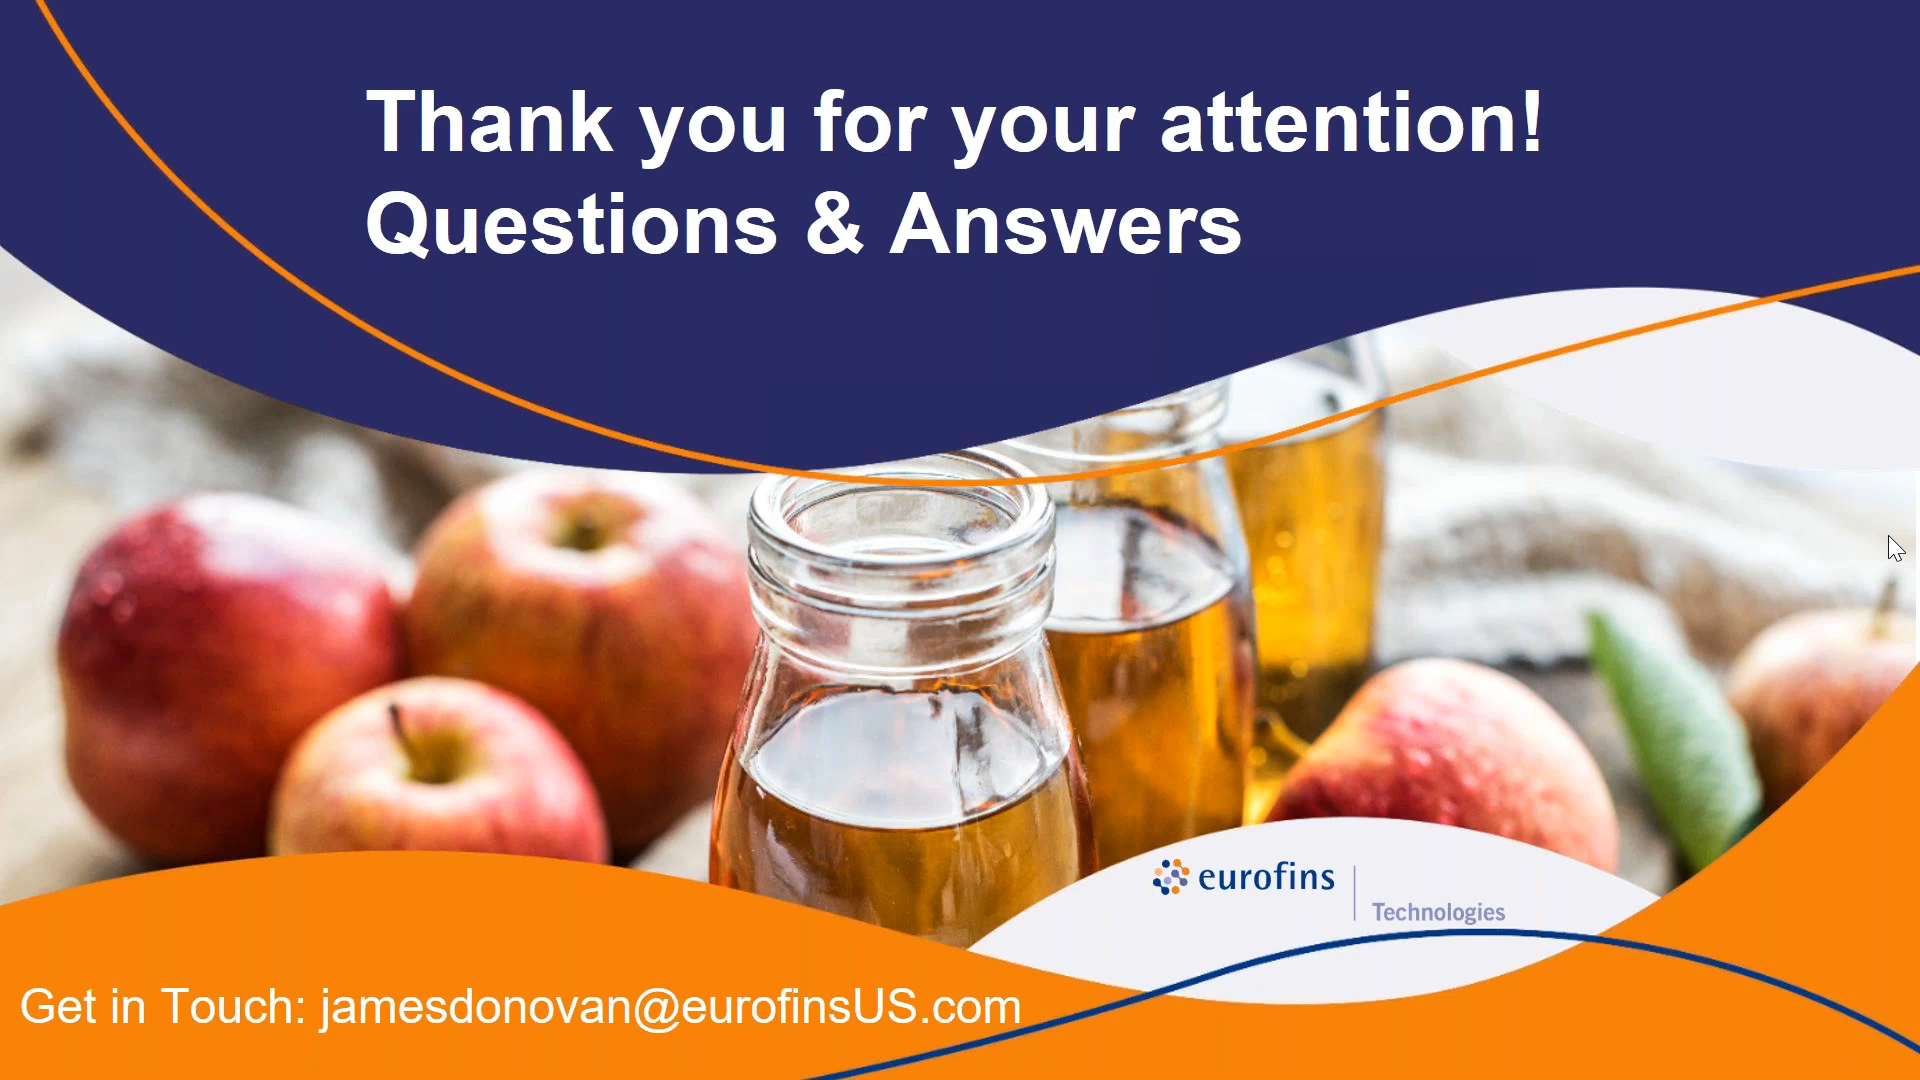 Thank you for your attention!
Questions & Answers
eurofins
Technologies
Get in Touch: jamesdonovan@eurofinsUS.com